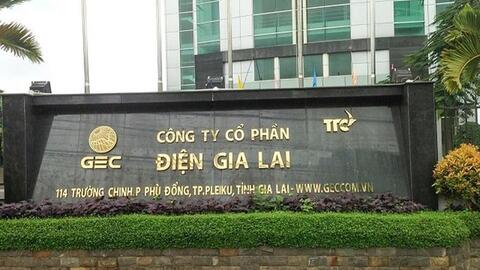 CÔNG TY CỔ PHẦN
TTC
GEC
ĐIỆN GIA LAI
114 TRƯỜNG CHINH.P PHÙ ĐỔNG, TP.PLEIKU, TỈNH GIA LAI-WWW.GECCOM.VN